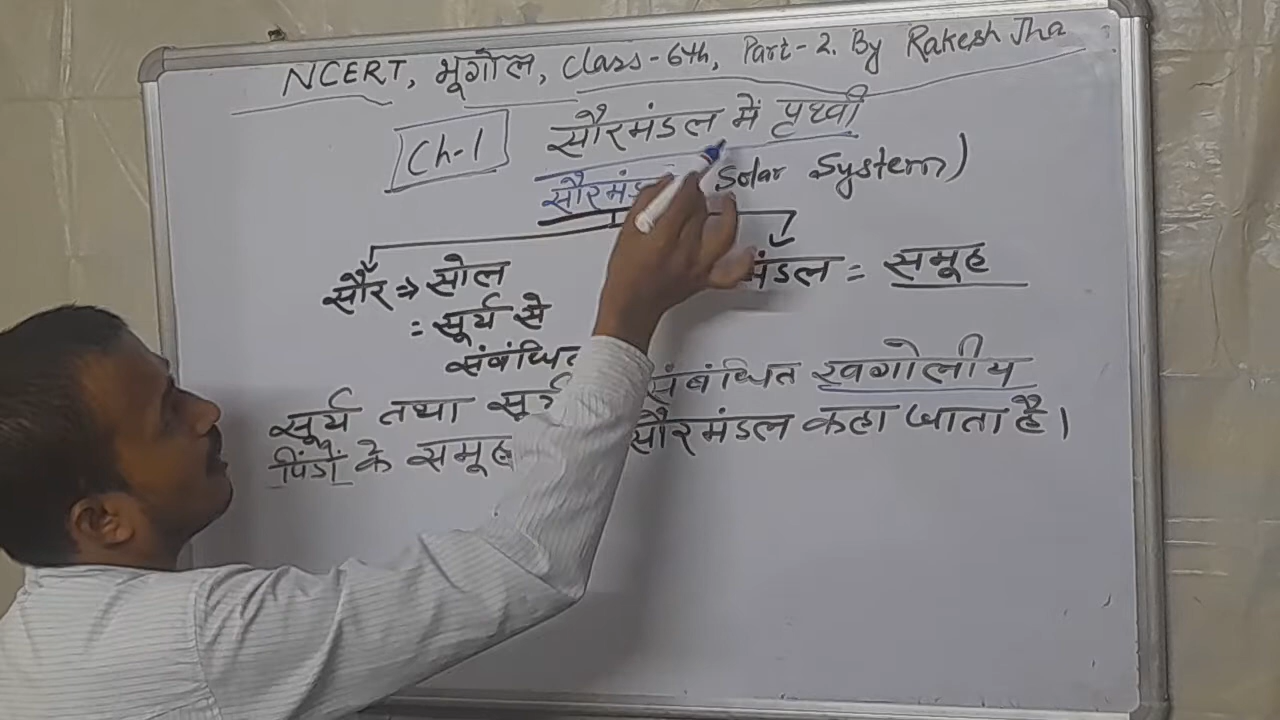 NCERT, भूगोल, Class-6th, Part-2. By Rakesh Jha
Ch-1 सौरमंडल में पृथ्वी
सौरमंड Solar System)
सौर ⇒ सोल मंडल = समूह
= सूर्य से
संबंधित
सूर्य तथा संबंधित खगोलीय
पिंडों के समूह सौरमंडल कहा जाता है।